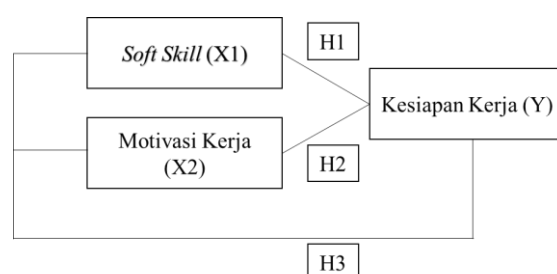 H1
Soft Skill (X1)
Kesiapan Kerja (Y)
Motivasi Kerja
(X2)
H2
H3